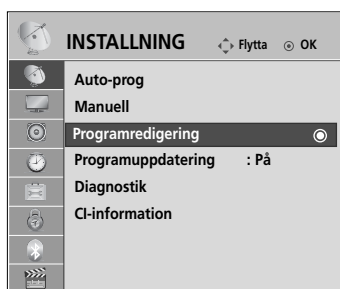 INSTALLNING Flytta OK
Auto-prog
Manuell
Programredigering
Programuppdatering : På
Diagnostik
CI-information